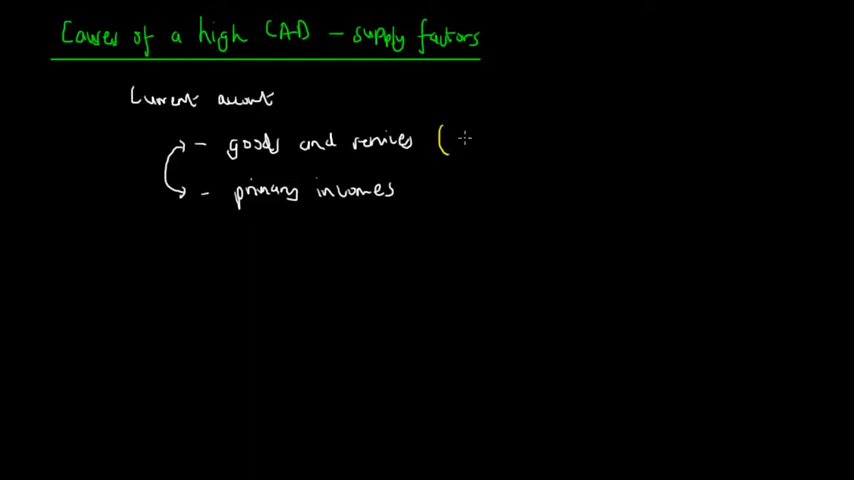 Causes of a high CAD - supply factors
Current account
- goods and services (
- primary incomes